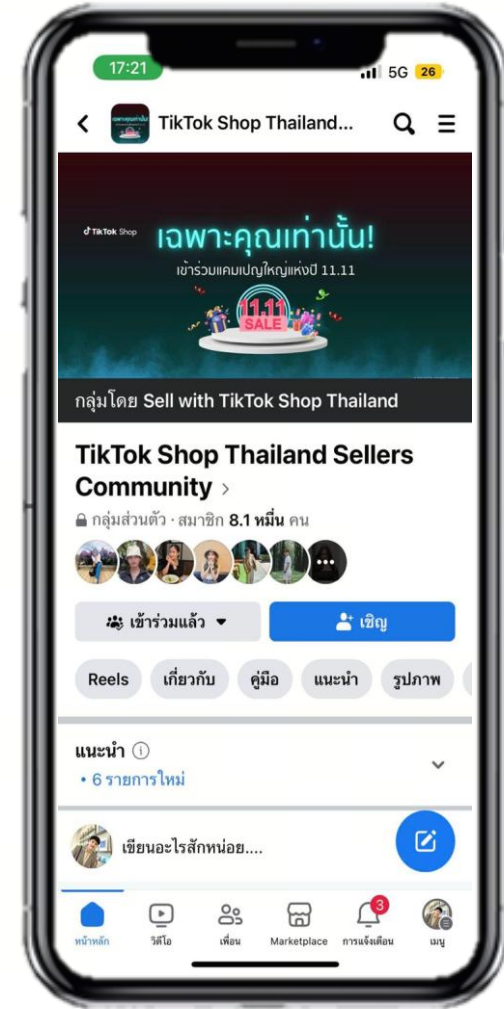 17:21
5G 26
TikTok Shop Thailand...
TikTok Shop
เฉพาะคุณเท่านั้น!
เข้าร่วมแคมเปญใหญ่แห่งปี 11.11
11.11
SALE
กลุ่มโดย Sell with TikTok Shop Thailand
TikTok Shop Thailand Sellers
Community >
กลุ่มส่วนตัว · สมาชิก 8.1 หมื่น คน
เข้าร่วมแล้ว
เชิญ
Reels เกี่ยวกับ คู่มือ แนะนำ รูปภาพ
แนะนำ
• 6 รายการใหม่
เขียนอะไรสักหน่อย....
3
หน้าหลัก วิดีโอ เพื่อน Marketplace การแจ้งเตือน เมนู